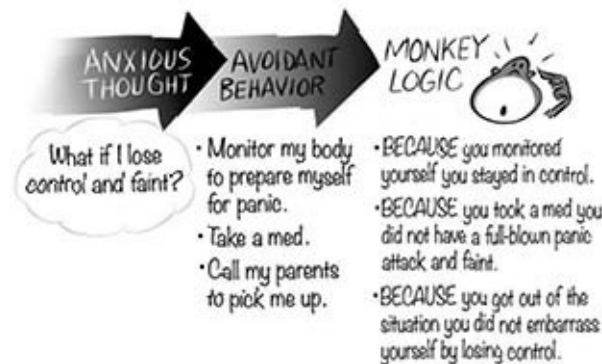 ANXIOUS
THOUGHT
What if I lose
control and faint?
AVOIDANT
BEHAVIOR
• Monitor my body
to prepare myself
for panic.
• Take a med.
• Call my parents
to pick me up.
MONKEY
LOGIC
• BECAUSE you monitored
yourself you stayed in control.
• BECAUSE you took a med you
did not have a full-blown panic
attack and faint.
• BECAUSE you got out of the
situation you did not embarrass
yourself by losing control.